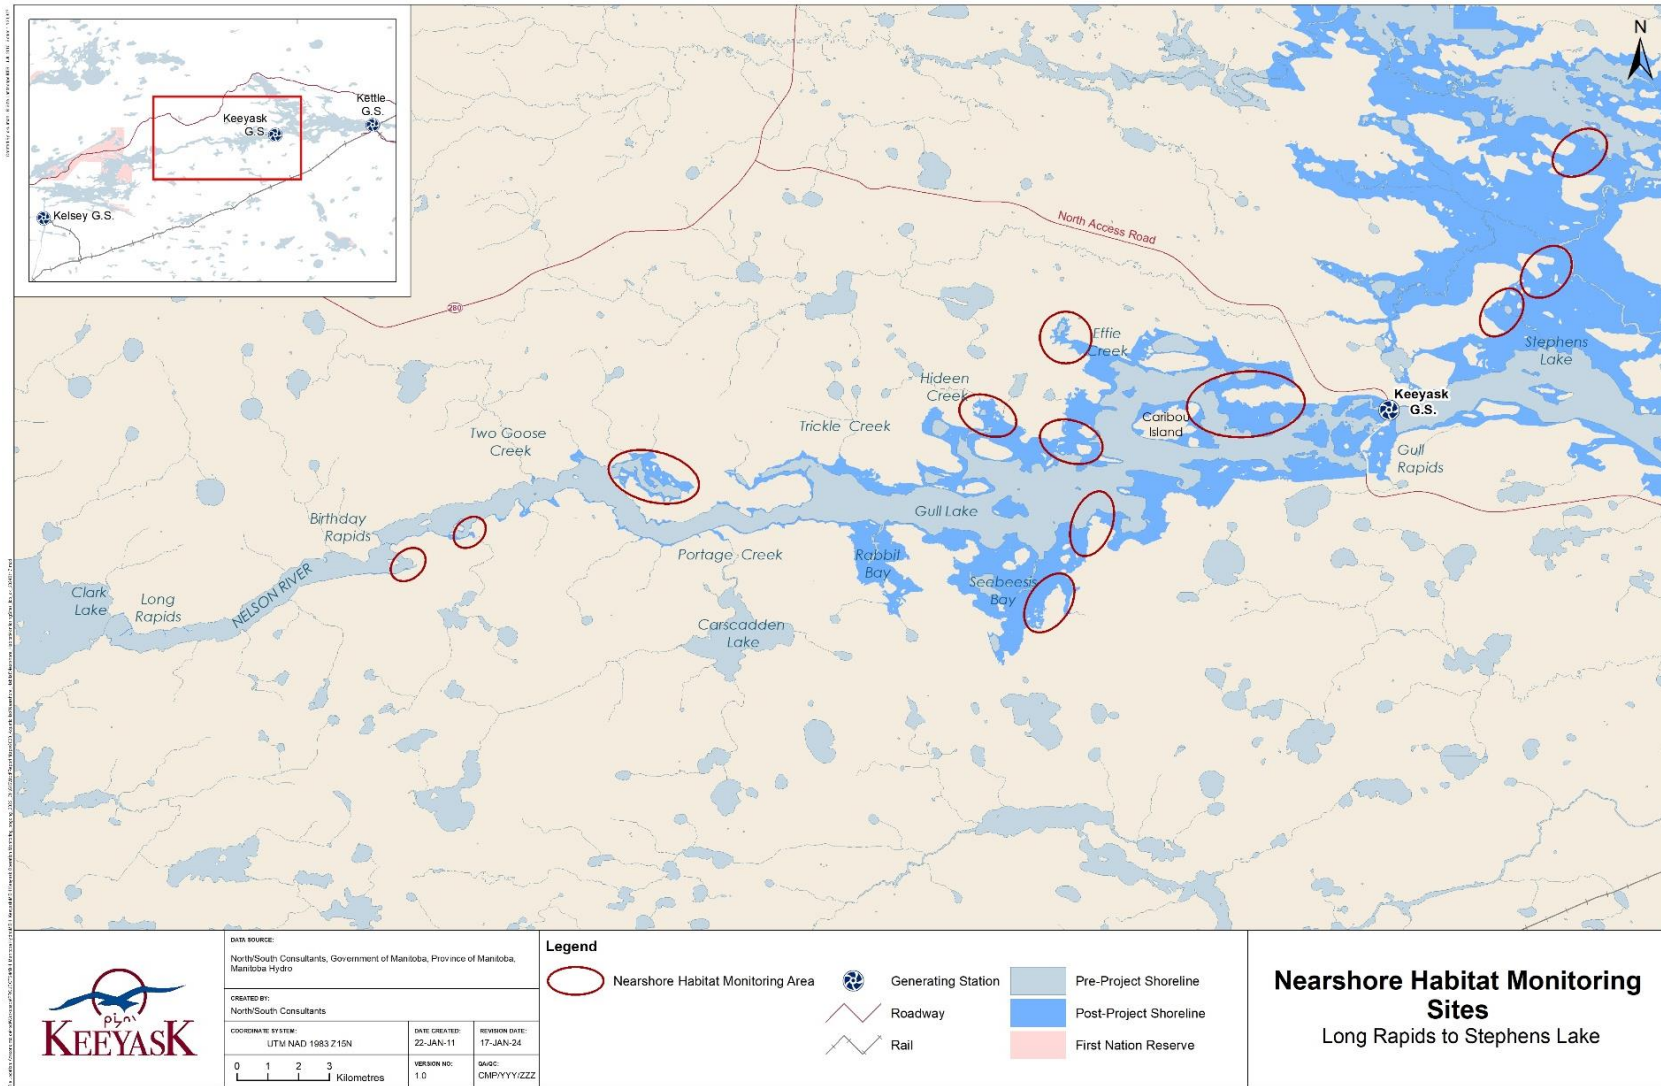 N
Kettle
G.S.
Keeyask
G.S.
Kelsey G.S.
280
North Access Road
Effie
Creek
Stephens
Lake
Hideen
Creek
Keeyask
G.S.
Caribou
Island
Trickle Creek
Two Goose
Creek
Gull
Rapids
Gull Lake
Birthday
Rapids
Portage Creek
Rabbit
Bay
Seabeesis
Bay
Clark
Lake
Long
Rapids
NELSON RIVER
Carscadden
Lake
KEEYASK
DATA SOURCE:
North/South Consultants, Government of Manitoba, Province of Manitoba,
Manitoba Hydro
CREATED BY:
North/South Consultants
COORDINATE SYSTEM:
UTM NAD 1983 Z15N
DATE CREATED:
22-JAN-11
REVISION DATE:
17-JAN-24
0 1 2 3 Kilometres
VERSION NO:
1.0
QA/QC:
CMP/YYY/ZZZ
Legend
Nearshore Habitat Monitoring Area
Generating Station
Roadway
Rail
Pre-Project Shoreline
Post-Project Shoreline
First Nation Reserve
Nearshore Habitat Monitoring
Sites
Long Rapids to Stephens Lake